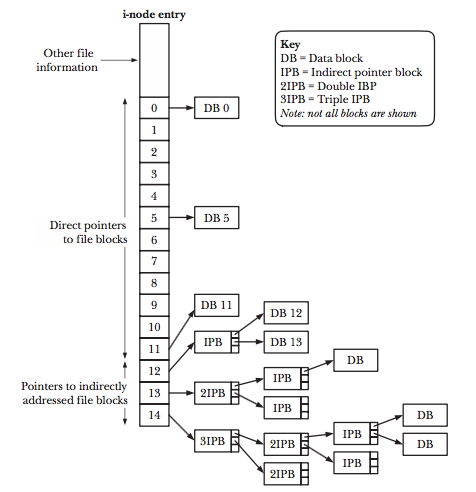 i-node entry
Other file
information
Key
DB = Data block
IPB = Indirect pointer block
2IPB = Double IBP
3IPB = Triple IPB
Note: not all blocks are shown
0
DB 0
1
2
3
4
5
DB 5
Direct pointers
to file blocks
6
7
8
9
DB 11
10
DB 12
11
IPB
DB 13
12
DB
Pointers to indirectly
addressed file blocks
13
2IPB
IPB
IPB
14
DB
3IPB
2IPB
IPB
DB
2IPB
IPB